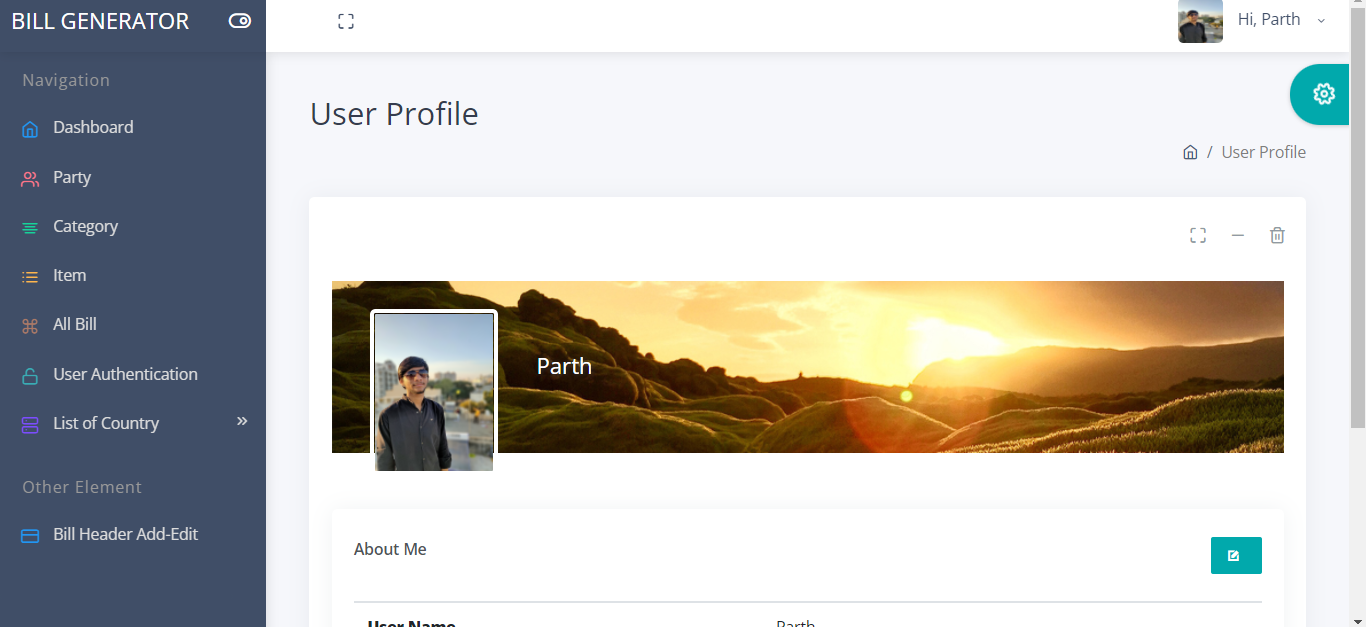 BILL GENERATOR
Hi, Parth
Navigation
Dashboard
Party
Category
Item
All Bill
User Authentication
List of Country
Other Element
Bill Header Add-Edit
User Profile
/ User Profile
Parth
About Me
User Name
Parth